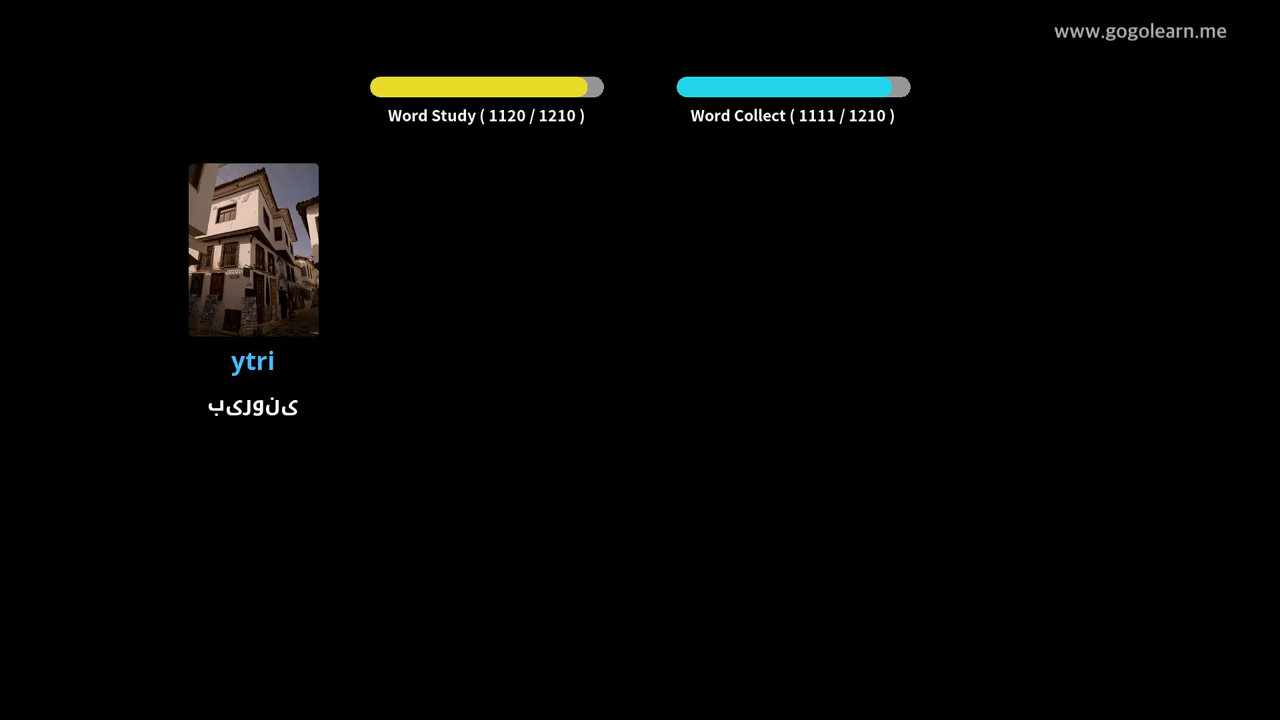 www.gogolearn.me
Word Study ( 1120 / 1210 )
Word Collect ( 1111 / 1210 )
ytri
بیرونی